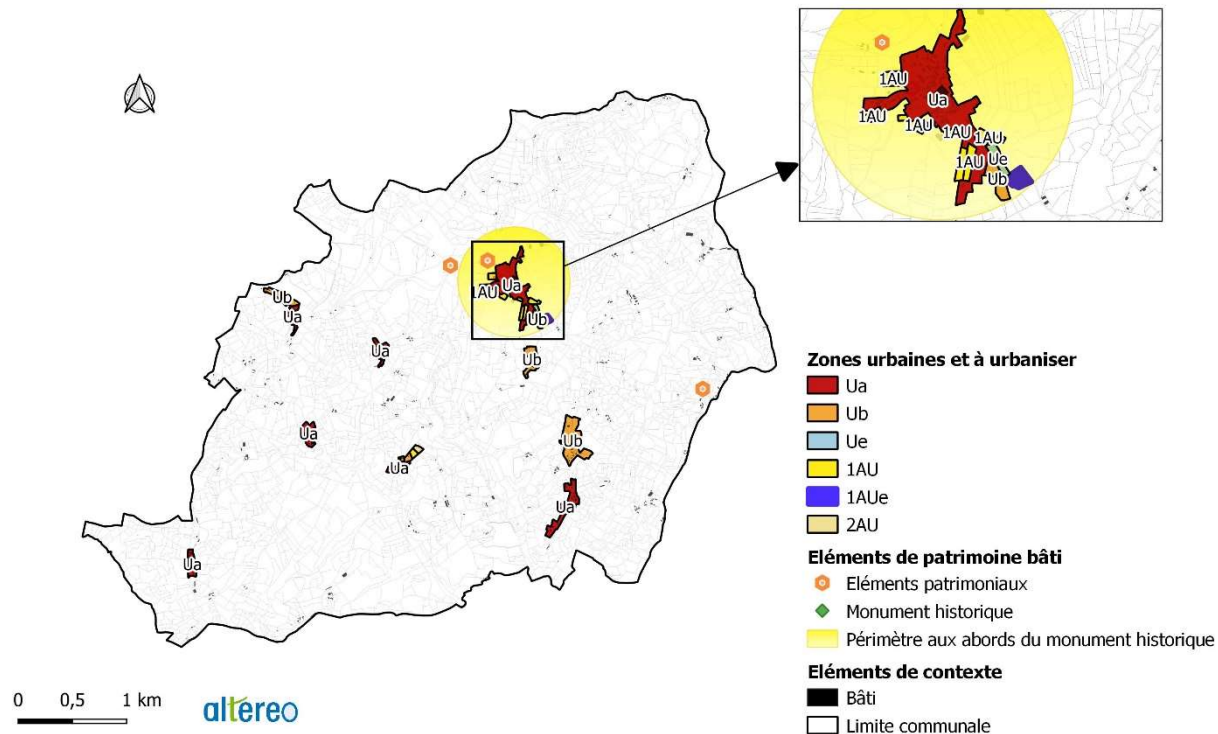 1AU
Ua
1AU
1AU
1AU
1AU
1AU
Ue
Ub
Ub
Ua
1AU
Ua
Ub
Ua
Ub
Ua
Ub
Ua
Ua
Ua
Zones urbaines et à urbaniser
Ua
Ub
Ue
1AU
1AUe
2AU
Eléments de patrimoine bâti
Eléments patrimoniaux
Monument historique
Périmètre aux abords du monument historique
Eléments de contexte
Bâti
Limite communale
0 0,5 1 km
altereo